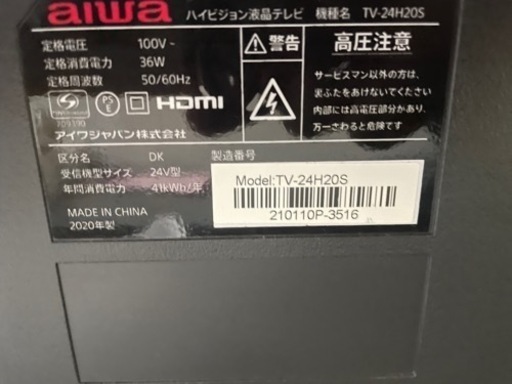 aiwa ハイビジョン液晶テレビ 機種名 TV-24H20S
定格電圧 100V~
定格消費電力 36W
定格周波数 50/60Hz
PSE HDMI
アイワジャパン株式会社
警告 高圧注意
サービスマン以外の方は、
裏ぶたをあけないでください
内部には高電圧部分があり、
万一さわると危険です
区分名 DK
受信機型サイズ 24V型
年間消費電力 41kWh/年
MADE IN CHINA
2020年製
製造番号
Model:TV-24H20S
210110P-3516